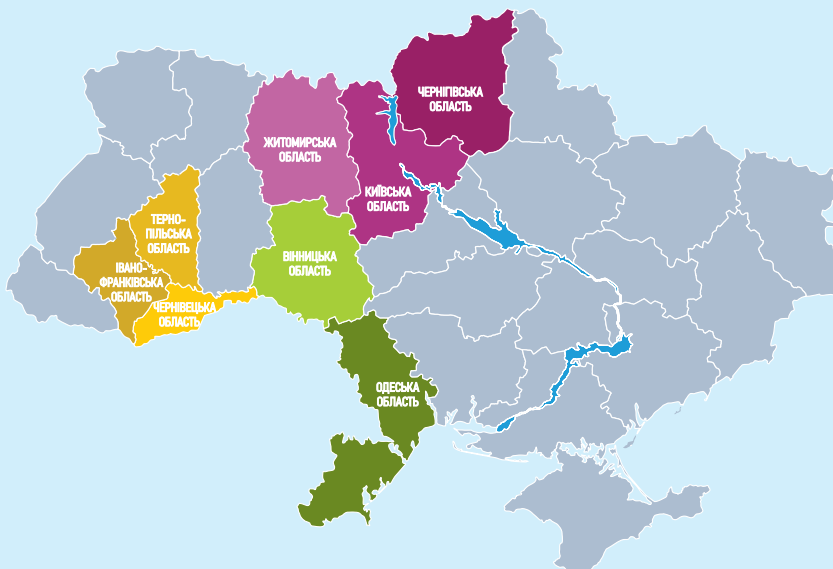 ЧЕРНІГІВСЬКА
ОБЛАСТЬ
ЖИТОМИРСЬКА
ОБЛАСТЬ
КИЇВСЬКА
ОБЛАСТЬ
ТЕРНО-
ПІЛЬСЬКА
ОБЛАСТЬ
ВІННИЦЬКА
ОБЛАСТЬ
ІВАНО-
ФРАНКІВСЬКА
ОБЛАСТЬ
ЧЕРНІВЕЦЬКА
ОБЛАСТЬ
ОДЕСЬКА
ОБЛАСТЬ